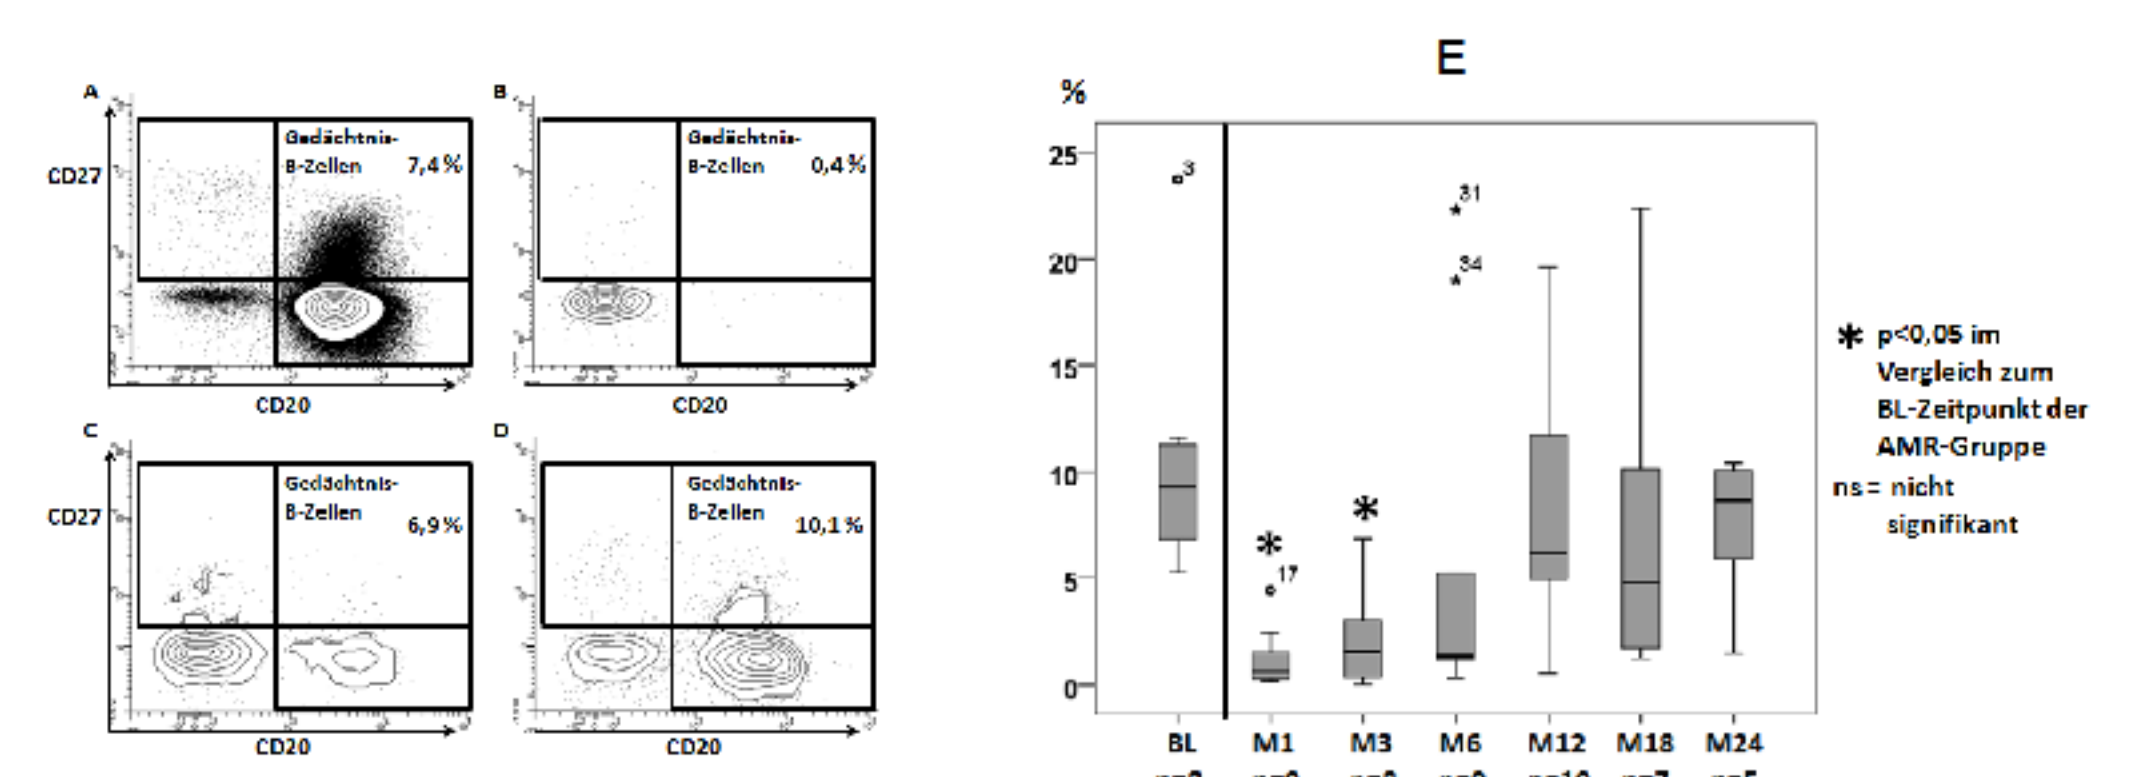 A
CD27
Gedächtnis-
B-Zellen 7,4%
CD20
B
Gedächtnis-
B-Zellen 0,4%
CD20
C
CD27
Gedächtnis-
B-Zellen
6,9%
CD20
D
Gedächtnis-
B-Zellen
10,1%
CD20
E
%
25
20
15
10
5
0
3
17
31
34
*
*
BL M1 M3 M6 M12 M18 M24
* p<0,05 im
Vergleich zum
BL-Zeitpunkt der
AMR-Gruppe
ns = nicht
signifikant